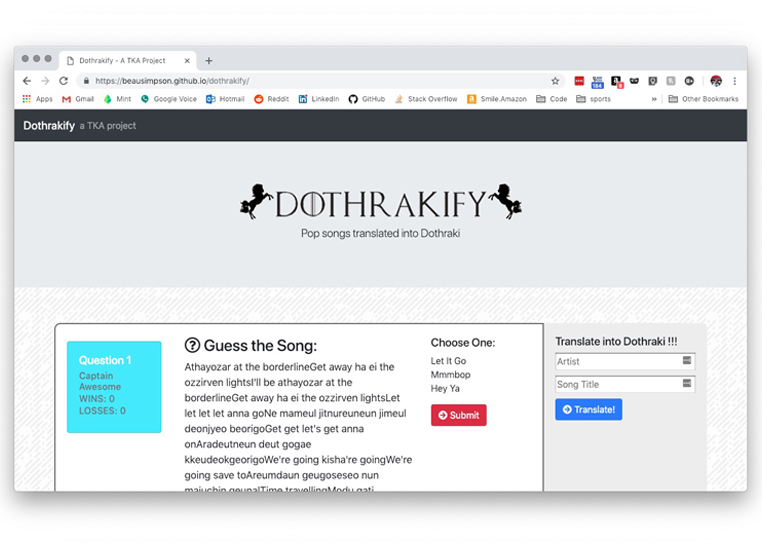 Dothrakify - A TKA Project
https://beausimpson.github.io/dothrakify/
Apps Gmail Mint Google Voice Hotmail Reddit LinkedIn GitHub Stack Overflow Smile.Amazon Code sports » Other Bookmarks
Dothrakify a TKA project
DOTHRAKIFY
Pop songs translated into Dothraki
Question 1
Captain
Awesome
WINS: 0
LOSSES: 0
Guess the Song:
Athayozar at the borderlineGet away ha ei the
ozzirven lightsI'll be athayozar at the
borderlineGet away ha ei the ozzirven lightsLet
let let let anna goNe mameul jitnureuneun jimeul
deonjyeo beorigoGet get let's get anna
onAradeutneun deut gogae
kkeudeokgeorigoWe're going kisha're goingWe're
going save toAreumdaun geugoseseo nun
majuchin geunalTime travellingModu gati
Choose One:
Let It Go
Mmmbop
Hey Ya
Submit
Translate into Dothraki !!!
Artist
Song Title
Translate!